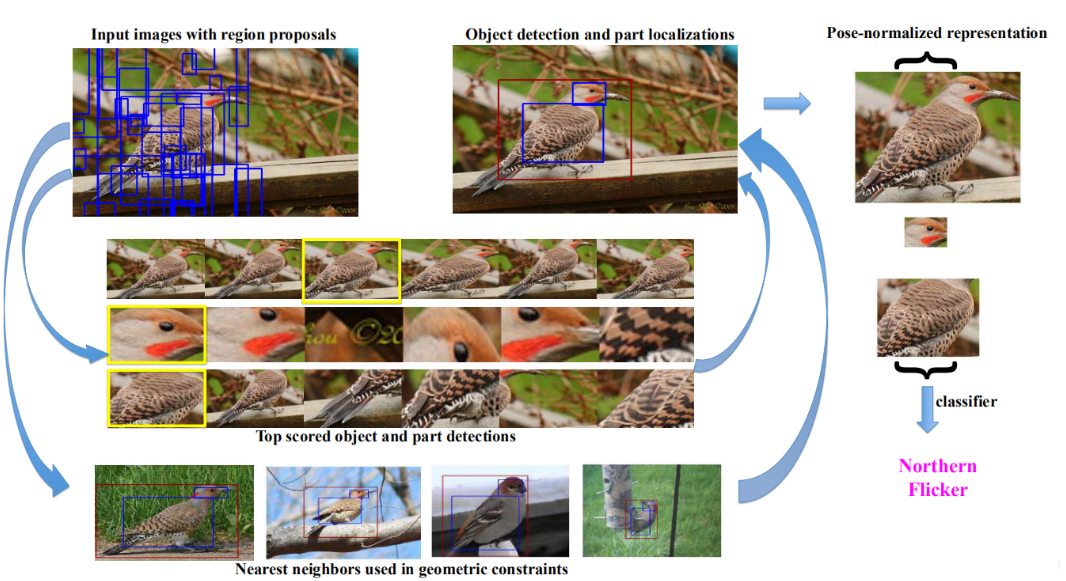 Input images with region proposals
Object detection and part localizations
Pose-normalized representation
Top scored object and part detections
classifier
Northern
Flicker
Nearest neighbors used in geometric constraints